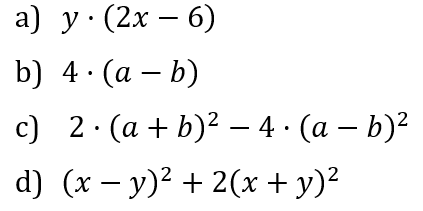 a) y · (2x − 6)
b) 4 · (a − b)
c) 2 · (a + b)² − 4 · (a − b)²
d) (x − y)² + 2(x + y)²